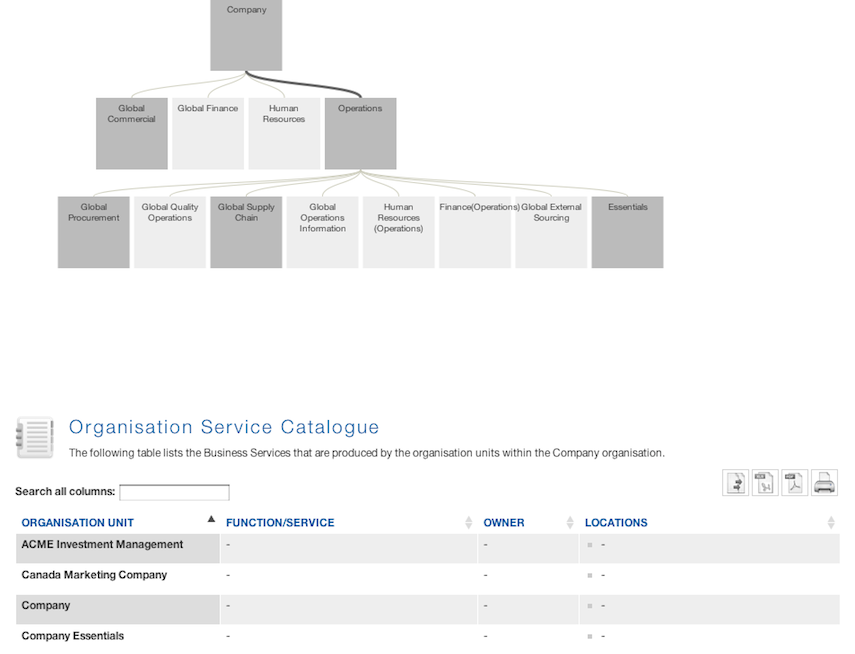 Company
Global Commercial
Global Finance
Human Resources
Operations
Global Procurement
Global Quality Operations
Global Supply Chain
Global Operations Information
Human Resources (Operations)
Finance(Operations)
Global External Sourcing
Essentials
Organisation Service Catalogue
The following table lists the Business Services that are produced by the organisation units within the Company organisation.
Search all columns:
ORGANISATION UNIT FUNCTION/SERVICE OWNER LOCATIONS
ACME Investment Management - - -
Canada Marketing Company - - -
Company - - -
Company Essentials - - -